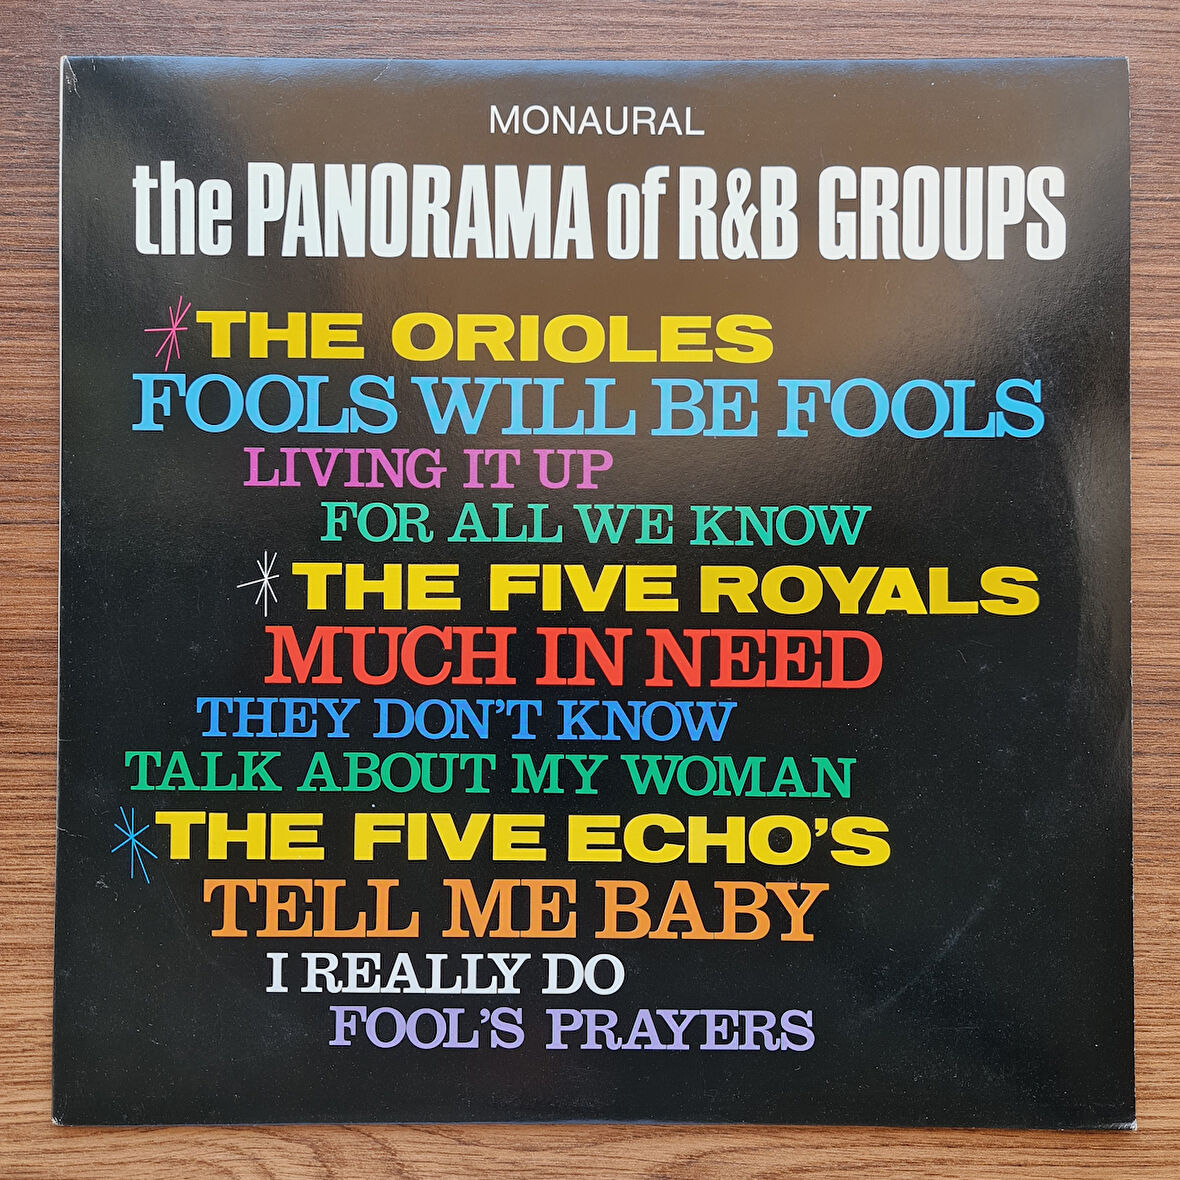 MONAURAL
the PANORAMA of R&B GROUPS
THE ORIOLES
FOOLS WILL BE FOOLS
LIVING IT UP
FOR ALL WE KNOW
THE FIVE ROYALS
MUCH IN NEED
THEY DON'T KNOW
TALK ABOUT MY WOMAN
THE FIVE ECHO'S
TELL ME BABY
I REALLY DO
FOOL'S PRAYERS